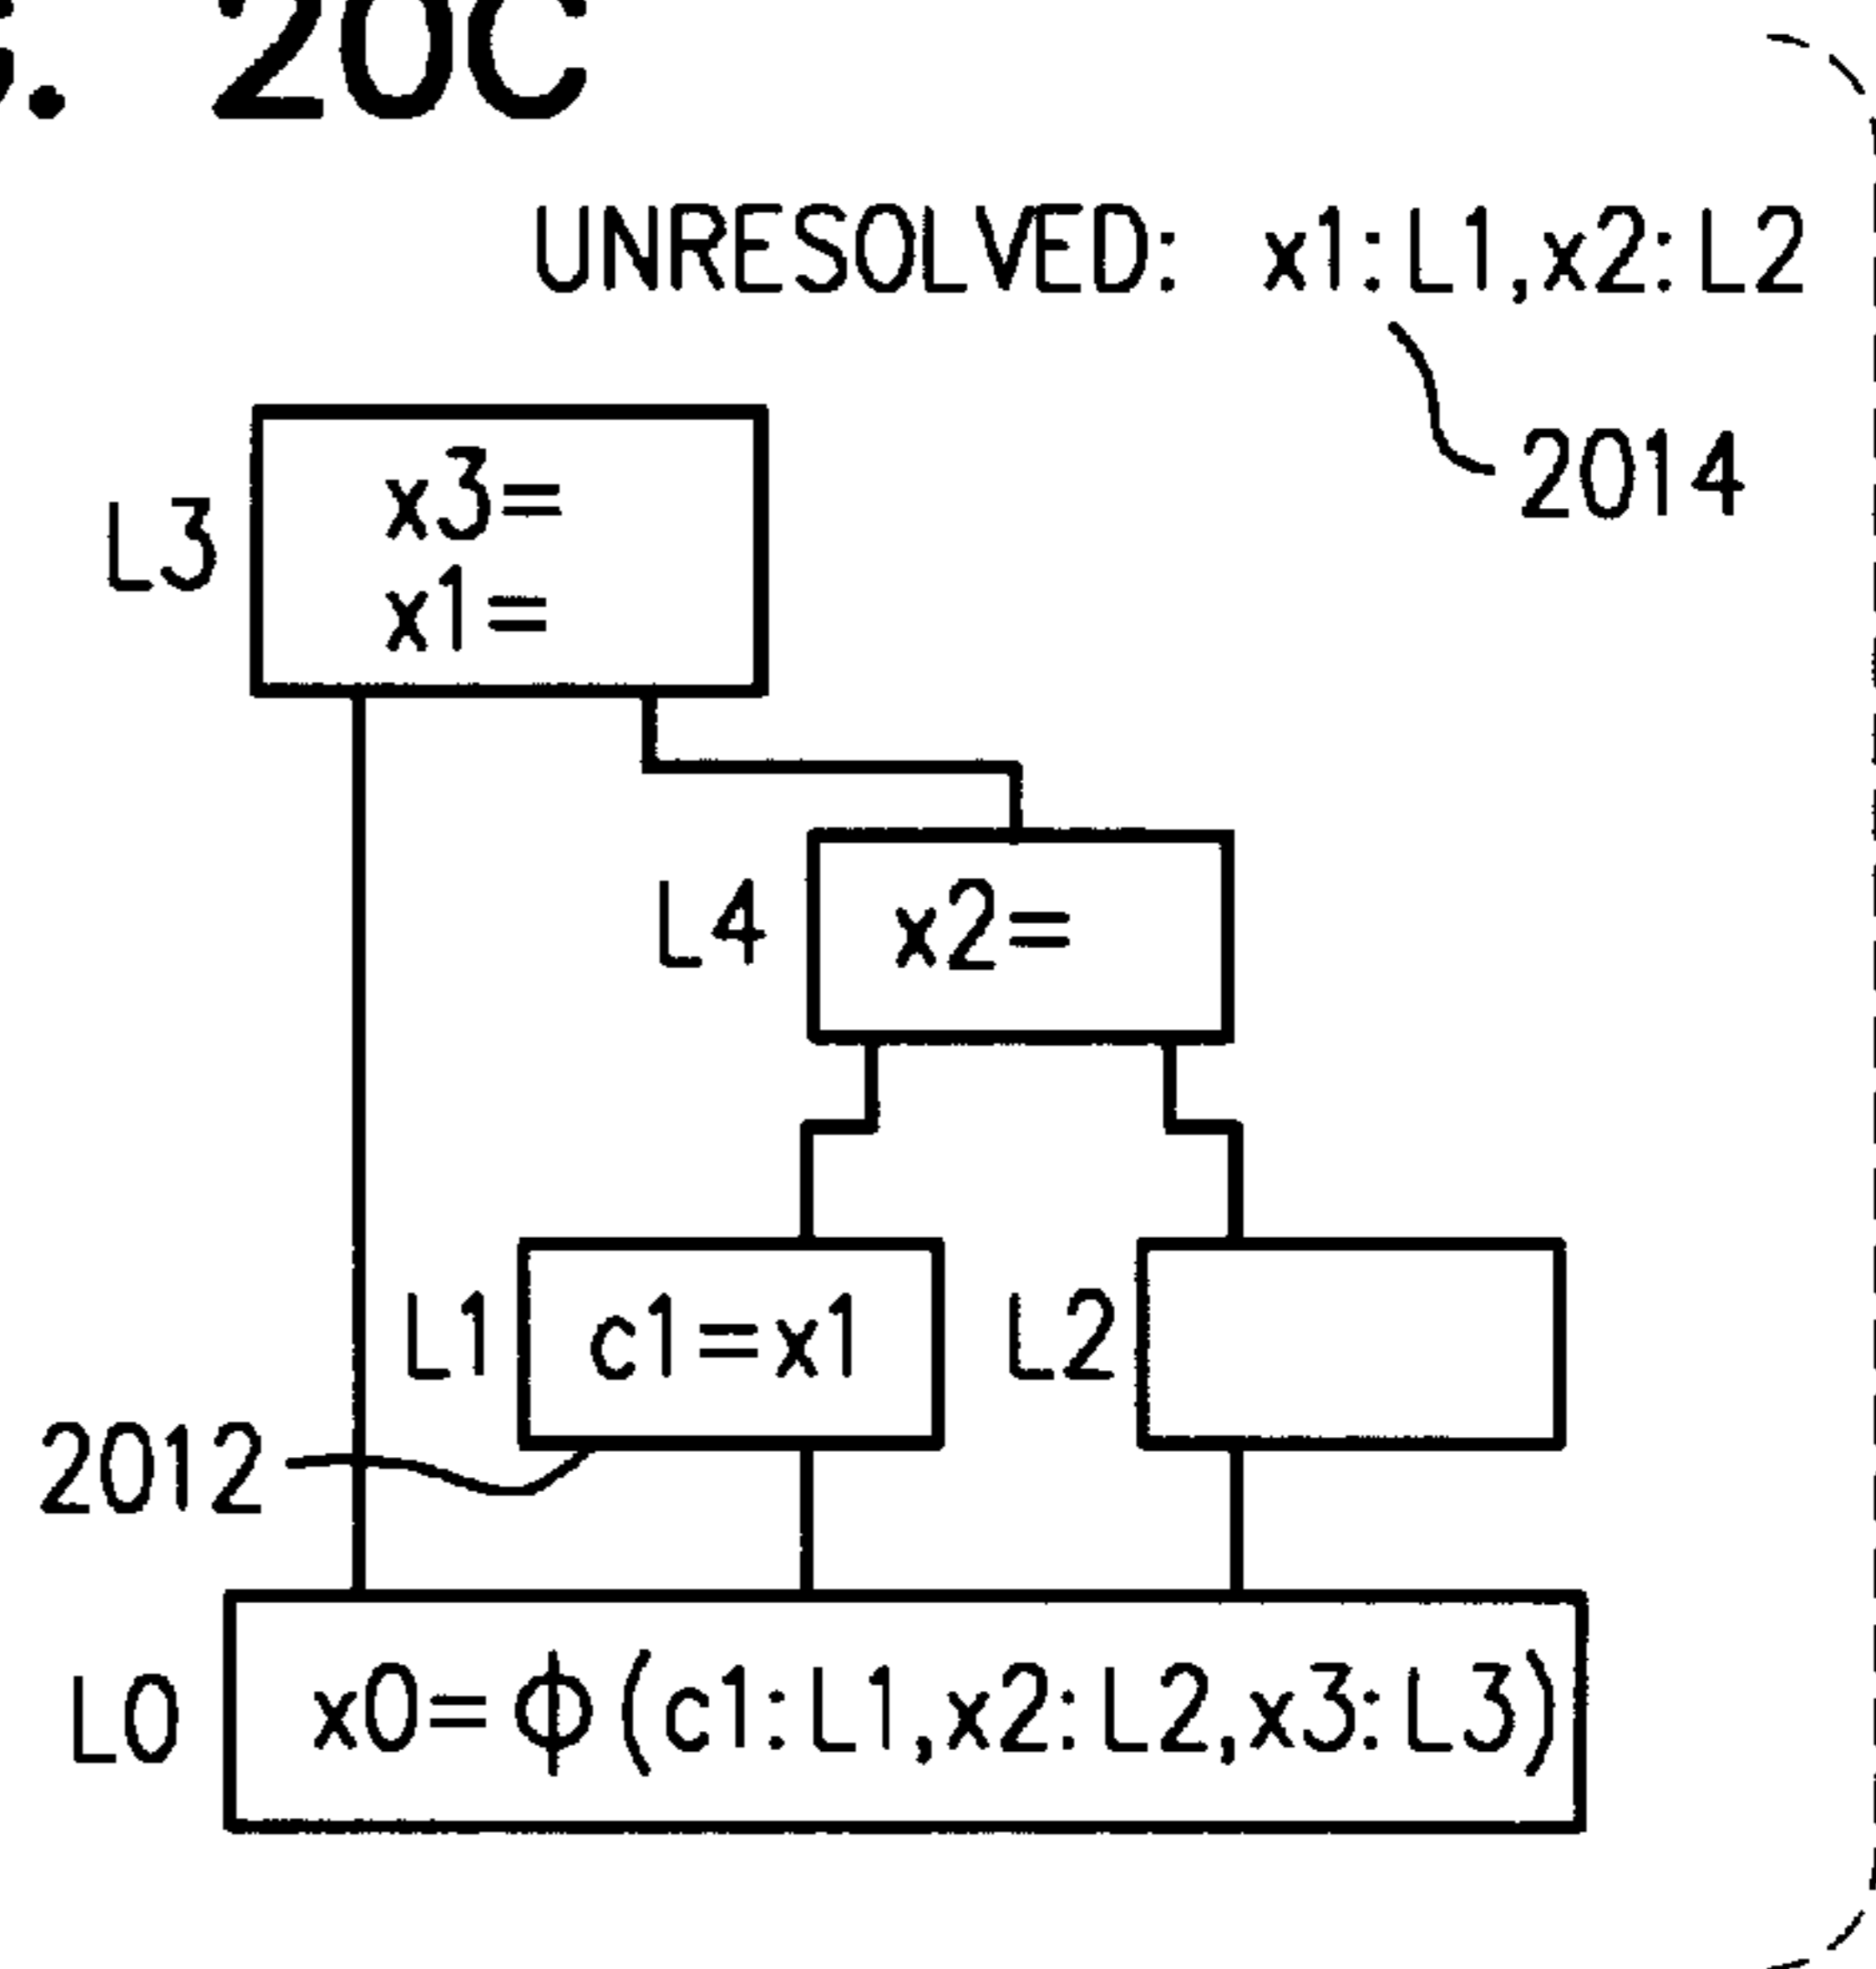 . 20C
UNRESOLVED: x1:L1,x2:L2
2014
L3
x3=
x1=
L4
x2=
L1
c1=x1
L2
2012
L0
x0=ϕ(c1:L1,x2:L2,x3:L3)